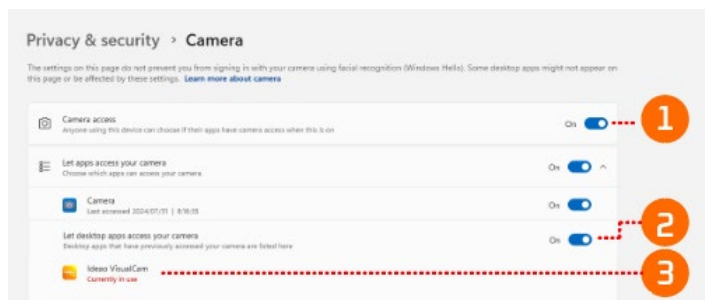 Privacy & security > Camera
The settings on this page do not prevent you from signing in with your camera using facial recognition (Windows Hello). Some desktop apps might not appear on
this page or be affected by these settings. Learn more about camera
Camera access
On
1
Anyone using this device can choose if their apps have camera access when this is on
Let apps access your camera
On
Choose which apps can access your camera
Camera
On
Last accessed 2024/07/31 | 8:16:35
2
Let desktop apps access your camera
On
Desktop apps that have previously accessed your camera are listed here
3
Ideao VisualCam
Currently in use